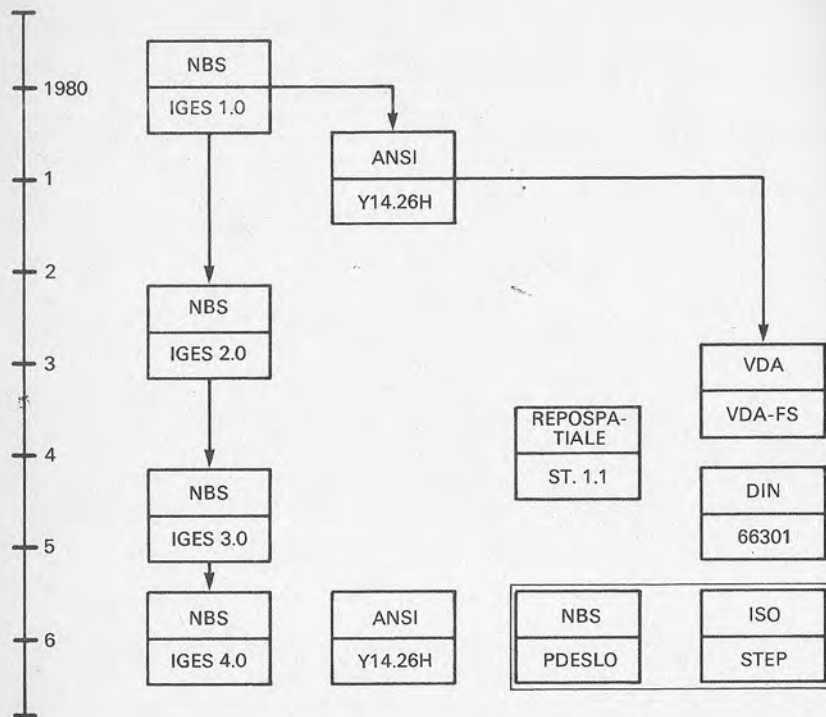 NBS
1980
IGES 1.0
ANSI
1
Y14.26H
2
NBS
IGES 2.0
3
VDA
VDA-FS
REPOSPA-
TIALE
4
ST. 1.1
NBS
DIN
IGES 3.0
66301
5
NBS
ANSI
NBS
ISO
6
IGES 4.0
Y14.26H
PDESLO
STEP